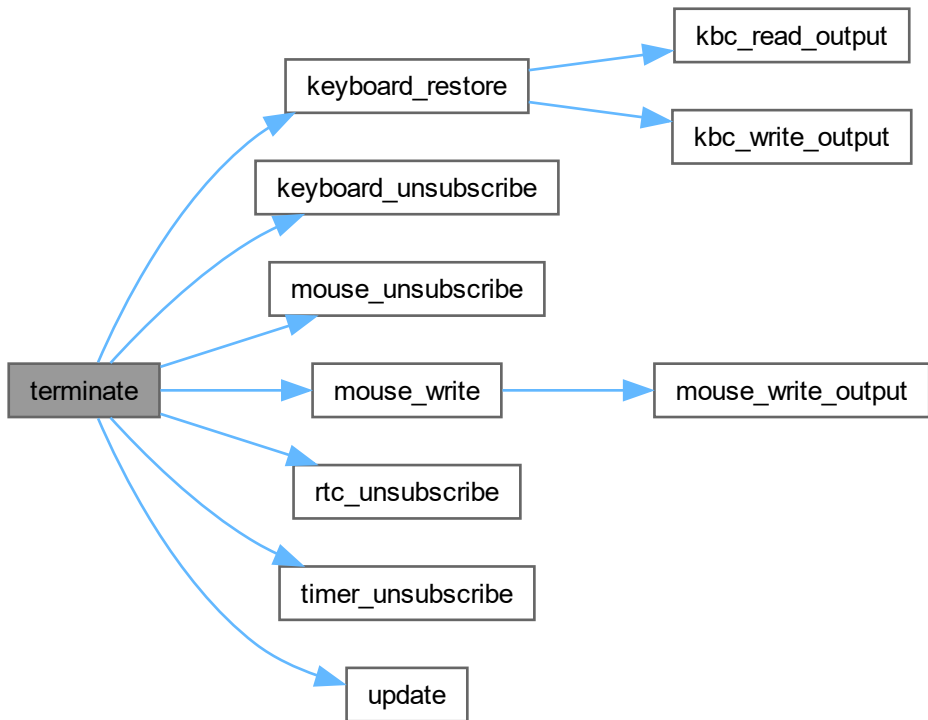 terminate
keyboard_restore
kbc_read_output
kbc_write_output
keyboard_unsubscribe
mouse_unsubscribe
mouse_write
mouse_write_output
rtc_unsubscribe
timer_unsubscribe
update